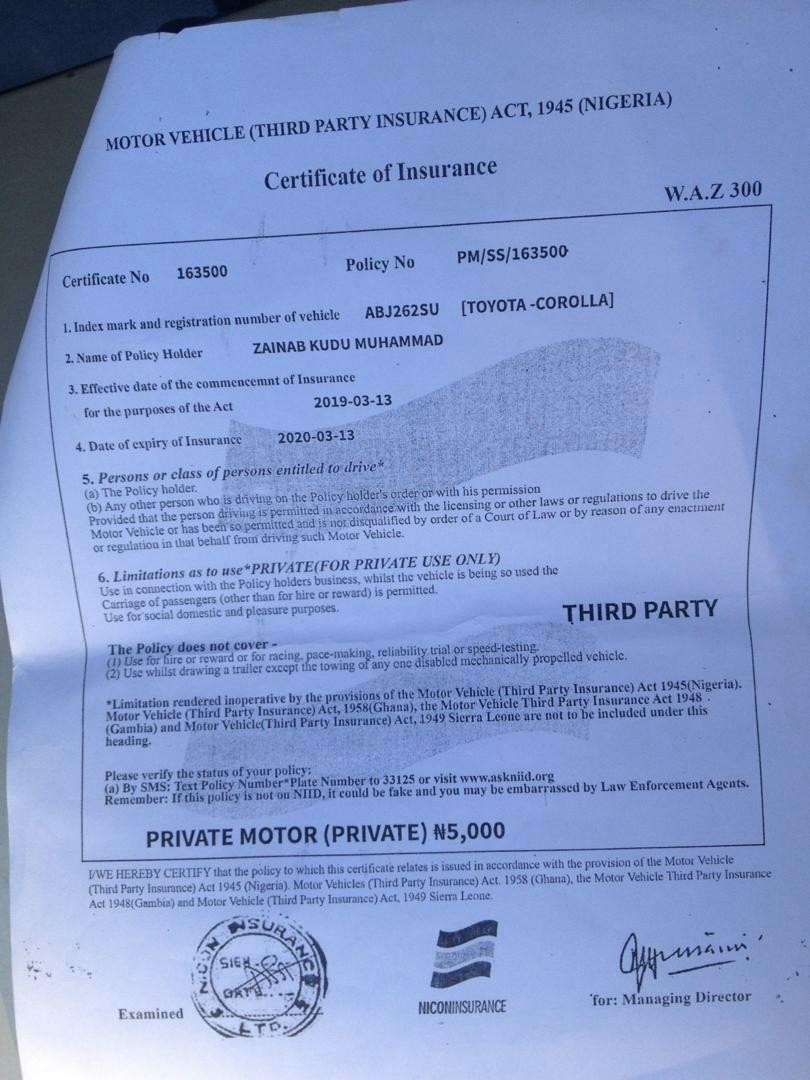 MOTOR VEHICLE (THIRD PARTY INSURANCE) ACT, 1945 (NIGERIA)
Certificate of Insurance
W.A.Z 300
Certificate No 163500 Policy No PM/SS/163500
1. Index mark and registration number of vehicle ABJ262SU [TOYOTA -COROLLA]
2. Name of Policy Holder ZAINAB KUDU MUHAMMAD
3. Effective date of the commencemnt of Insurance
for the purposes of the Act 2019-03-13
4. Date of expiry of Insurance 2020-03-13
5. Persons or class of persons entitled to drive*
(a) The Policy holder.
(b) Any other person who is driving on the Policy holder's order or with his permission
Provided that the person driving is permitted in accordance with the licensing or other laws or regulations to drive the
Motor Vehicle or has been so permitted and is not disqualified by order of a Court of Law or by reason of any enactment
or regulation in that behalf from driving such Motor Vehicle.
6. Limitations as to use*PRIVATE(FOR PRIVATE USE ONLY)
Use in connection with the Policy holders business, whilst the vehicle is being so used the
Carriage of passengers (other than for hire or reward) is permitted.
Use for social domestic and pleasure purposes.
THIRD PARTY
The Policy does not cover -
(1) Use for hire or reward or for racing, pace-making, reliability trial or speed-testing.
(2) Use whilst drawing a trailer except the towing of any one disabled mechanically propelled vehicle.
*Limitation rendered inoperative by the provisions of the Motor Vehicle (Third Party Insurance) Act 1945(Nigeria).
Motor Vehicle (Third Party Insurance) Act, 1958(Ghana), the Motor Vehicle Third Party Insurance Act 1948
(Gambia) and Motor Vehicle(Third Party Insurance) Act, 1949 Sierra Leone are not to be included under this
heading.
Please verify the status of your policy:
(a) By SMS: Text Policy Number*Plate Number to 33125 or visit www.askniid.org
Remember: If this policy is not on NIID, it could be fake and you may be embarrassed by Law Enforcement Agents.
PRIVATE MOTOR (PRIVATE) ₦5,000
I/WE HEREBY CERTIFY that the policy to which this certificate relates is issued in accordance with the provision of the Motor Vehicle
(Third Party Insurance) Act 1945 (Nigeria). Motor Vehicles (Third Party Insurance) Act. 1958 (Ghana), the Motor Vehicle Third Party Insurance
Act 1948(Gambia) and Motor Vehicle (Third Party Insurance) Act, 1949 Sierra Leone.
NICON INSURANCE
SIGN
DATE
LTD.
Examined
NICONINSURANCE
for: Managing Director